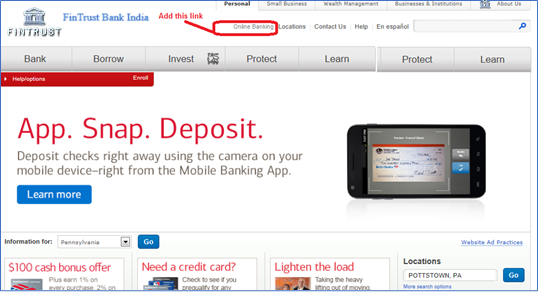 Personal Small Business Wealth Management Businesses & Institutions About Us
FinTrust Bank India
Add this link
FINTRUST
Online Banking Locations Contact Us Help En español
Bank Borrow Invest Protect Learn Protect Learn
Help/options Enroll
App. Snap. Deposit.
Deposit checks right away using the camera on your
mobile device–right from the Mobile Banking App.
Learn more
Information for: Pennsylvania Go
Website Ad Practices
$100 cash bonus offer
Plus earn 1% on
every purchase, 2% on
Need a credit card?
Check to see if you
prequalify for any
Lighten the load
Taking the heavy
lifting out of moving.
Locations
POTTSTOWN, PA Go
More search options